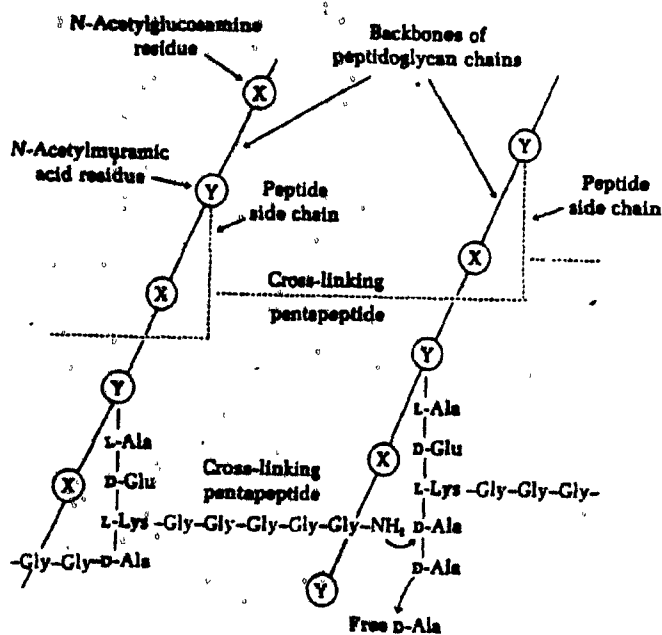 N-Acetylglucosamine
residue
Backbones of
peptidoglycan chains
X
N-Acetylmuramic
acid residue
Y
Y
Peptide
side chain
Peptide
side chain
X
X
Cross-linking
pentapeptide
Y
Y
L-Ala
L-Ala
D-Glu
X
D-Glu
X
Cross-linking
pentapeptide
L-Lys-Gly-Gly-Gly-
L-Lys-Gly-Gly-Gly-Gly-Gly-NH₂
D-Ala
-Gly-Gly-D-Ala
D-Ala
Y
Free D-Ala